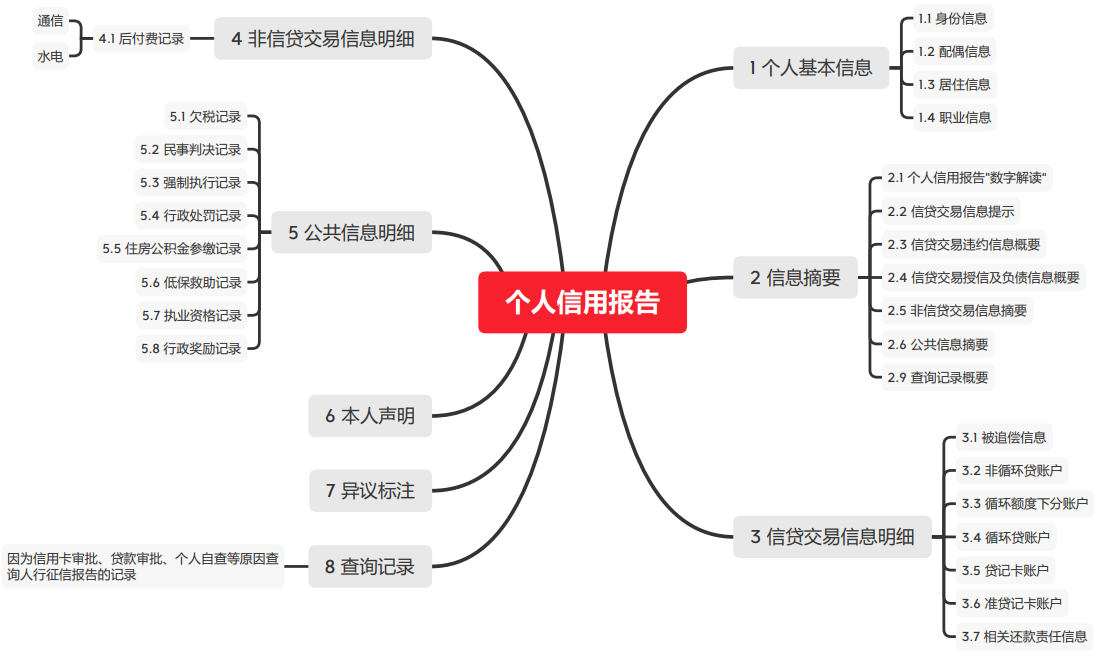 个人信用报告
1 个人基本信息
1.1 身份信息
1.2 配偶信息
1.3 居住信息
1.4 职业信息
2 信息摘要
2.1 个人信用报告"数字解读"
2.2 信贷交易信息提示
2.3 信贷交易违约信息概要
2.4 信贷交易授信及负债信息概要
2.5 非信贷交易信息摘要
2.6 公共信息摘要
2.9 查询记录概要
3 信贷交易信息明细
3.1 被追偿信息
3.2 非循环贷账户
3.3 循环额度下分账户
3.4 循环贷账户
3.5 贷记卡账户
3.6 准贷记卡账户
3.7 相关还款责任信息
4 非信贷交易信息明细
4.1 后付费记录
通信
水电
5 公共信息明细
5.1 欠税记录
5.2 民事判决记录
5.3 强制执行记录
5.4 行政处罚记录
5.5 住房公积金参缴记录
5.6 低保救助记录
5.7 执业资格记录
5.8 行政奖励记录
6 本人声明
7 异议标注
8 查询记录
因为信用卡审批、贷款审批、个人自查等原因查
询人行征信报告的记录